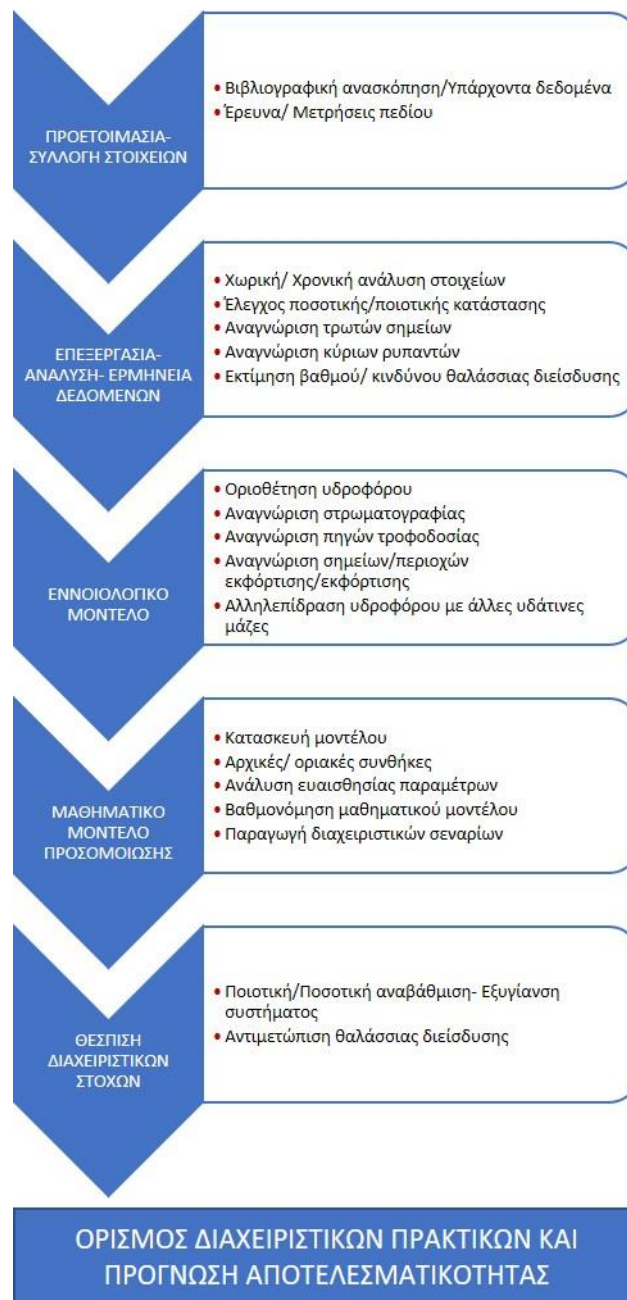 ΠΡΟΕΤΟΙΜΑΣΙΑ-
ΣΥΛΛΟΓΗ ΣΤΟΙΧΕΙΩΝ
• Βιβλιογραφική ανασκόπηση/Υπάρχοντα δεδομένα
• Έρευνα/ Μετρήσεις πεδίου
ΕΠΕΞΕΡΓΑΣΙΑ-
ΑΝΑΛΥΣΗ- ΕΡΜΗΝΕΙΑ
ΔΕΔΟΜΕΝΩΝ
• Χωρική/ Χρονική ανάλυση στοιχείων
• Έλεγχος ποσοτικής/ποιοτικής κατάστασης
• Αναγνώριση τρωτών σημείων
• Αναγνώριση κύριων ρυπαντών
• Εκτίμηση βαθμού/ κινδύνου θαλάσσιας διείσδυσης
ΕΝΝΟΙΟΛΟΓΙΚΟ
ΜΟΝΤΕΛΟ
• Οριοθέτηση υδροφόρου
• Αναγνώριση στρωματογραφίας
• Αναγνώριση πηγών τροφοδοσίας
• Αναγνώριση σημείων/περιοχών
εκφόρτισης/εκφόρτισης
• Αλληλεπίδραση υδροφόρου με άλλες υδάτινες
μάζες
ΜΑΘΗΜΑΤΙΚΟ
ΜΟΝΤΕΛΟ
ΠΡΟΣΟΜΟΙΩΣΗΣ
• Κατασκευή μοντέλου
• Αρχικές/ οριακές συνθήκες
• Ανάλυση ευαισθησίας παραμέτρων
• Βαθμονόμηση μαθηματικού μοντέλου
• Παραγωγή διαχειριστικών σεναρίων
ΘΕΣΠΙΣΗ
ΔΙΑΧΕΙΡΙΣΤΙΚΩΝ
ΣΤΟΧΩΝ
• Ποιοτική/Ποσοτική αναβάθμιση- Εξυγίανση
συστήματος
• Αντιμετώπιση θαλάσσιας διείσδυσης
ΟΡΙΣΜΟΣ ΔΙΑΧΕΙΡΙΣΤΙΚΩΝ ΠΡΑΚΤΙΚΩΝ ΚΑΙ
ΠΡΟΓΝΩΣΗ ΑΠΟΤΕΛΕΣΜΑΤΙΚΟΤΗΤΑΣ